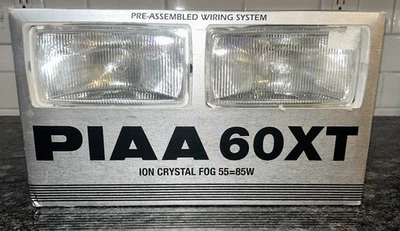 PRE-ASSEMBLED WIRING SYSTEM
PIAA 60XT
ION CRYSTAL FOG 55=85W